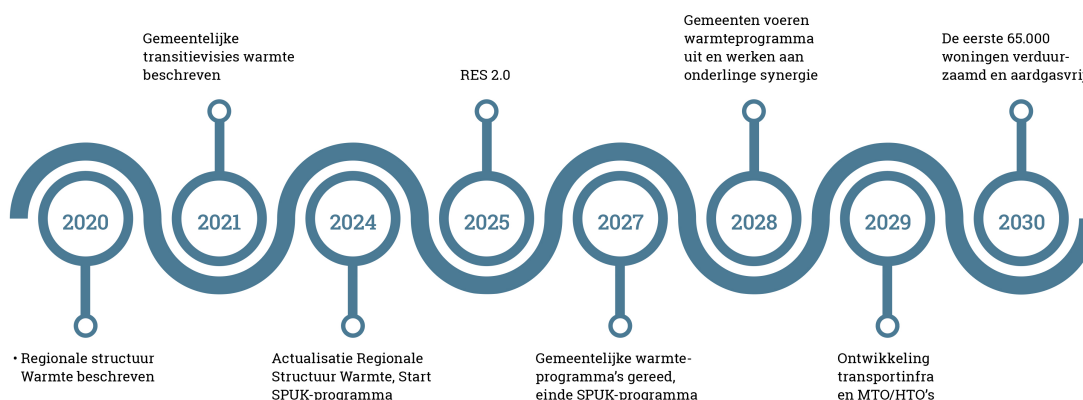 Gemeentelijke
transitievisies warmte
beschreven
RES 2.0
Gemeenten voeren
warmteprogramma
uit en werken aan
onderlinge synergie
De eerste 65.000
woningen verduur-
zaamd en aardgasvrij
2020
2021
2024
2025
2027
2028
2029
2030
• Regionale structuur
Warmte beschreven
Actualisatie Regionale
Structuur Warmte, Start
SPUK-programma
Gemeentelijke warmte-
programma's gereed,
einde SPUK-programma
Ontwikkeling
transportinfra
en MTO/HTO's